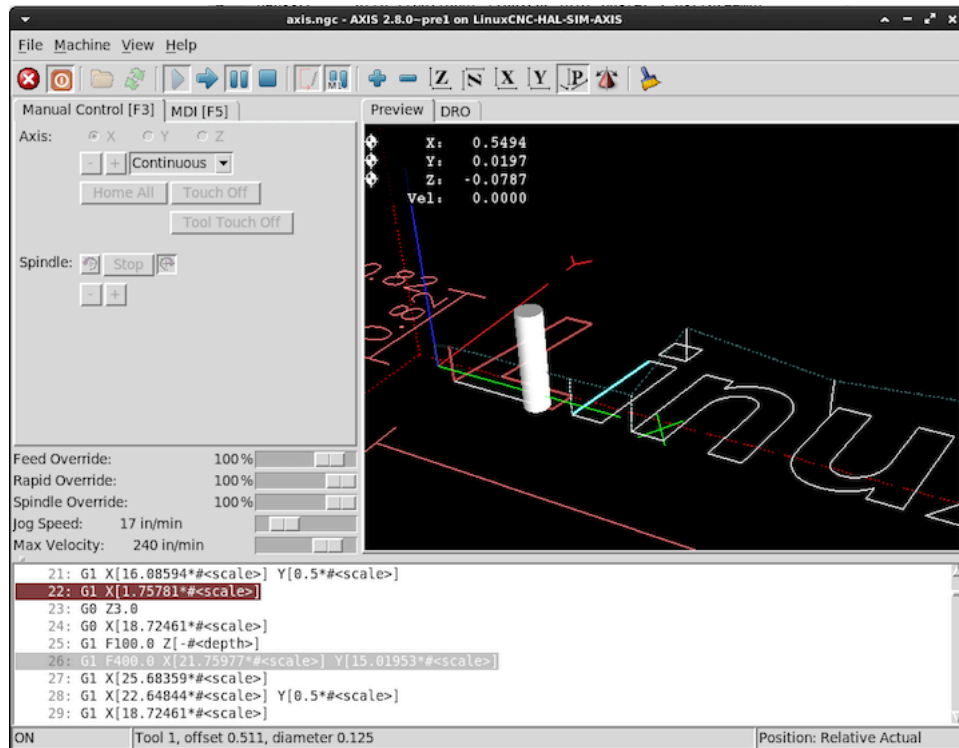 axis.ngc - AXIS 2.8.0~pre1 on LinuxCNC-HAL-SIM-AXIS
File Machine View Help
Z N X Y P
M1
Manual Control [F3] MDI [F5]
Preview DRO
Axis: X Y Z
- + Continuous
Home All Touch Off
Tool Touch Off
Spindle: Stop
- +
X: 0.5494
Y: 0.0197
Z: -0.0787
Vel: 0.0000
Y
X
Linu
Feed Override: 100%
Rapid Override: 100%
Spindle Override: 100%
Jog Speed: 17 in/min
Max Velocity: 240 in/min
21: G1 X[16.08594*#<scale>] Y[0.5*#<scale>]
22: G1 X[1.75781*#<scale>]
23: G0 Z3.0
24: G0 X[18.72461*#<scale>]
25: G1 F100.0 Z[-#<depth>]
26: G1 F400.0 X[21.75977*#<scale>] Y[15.01953*#<scale>]
27: G1 X[25.68359*#<scale>]
28: G1 X[22.64844*#<scale>] Y[0.5*#<scale>]
29: G1 X[18.72461*#<scale>]
ON Tool 1, offset 0.511, diameter 0.125 Position: Relative Actual